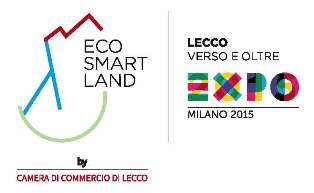 ECO
SMART
LAND
by
CAMERA DI COMMERCIO DI LECCO
LECCO
VERSO E OLTRE
EXPO
MILANO 2015